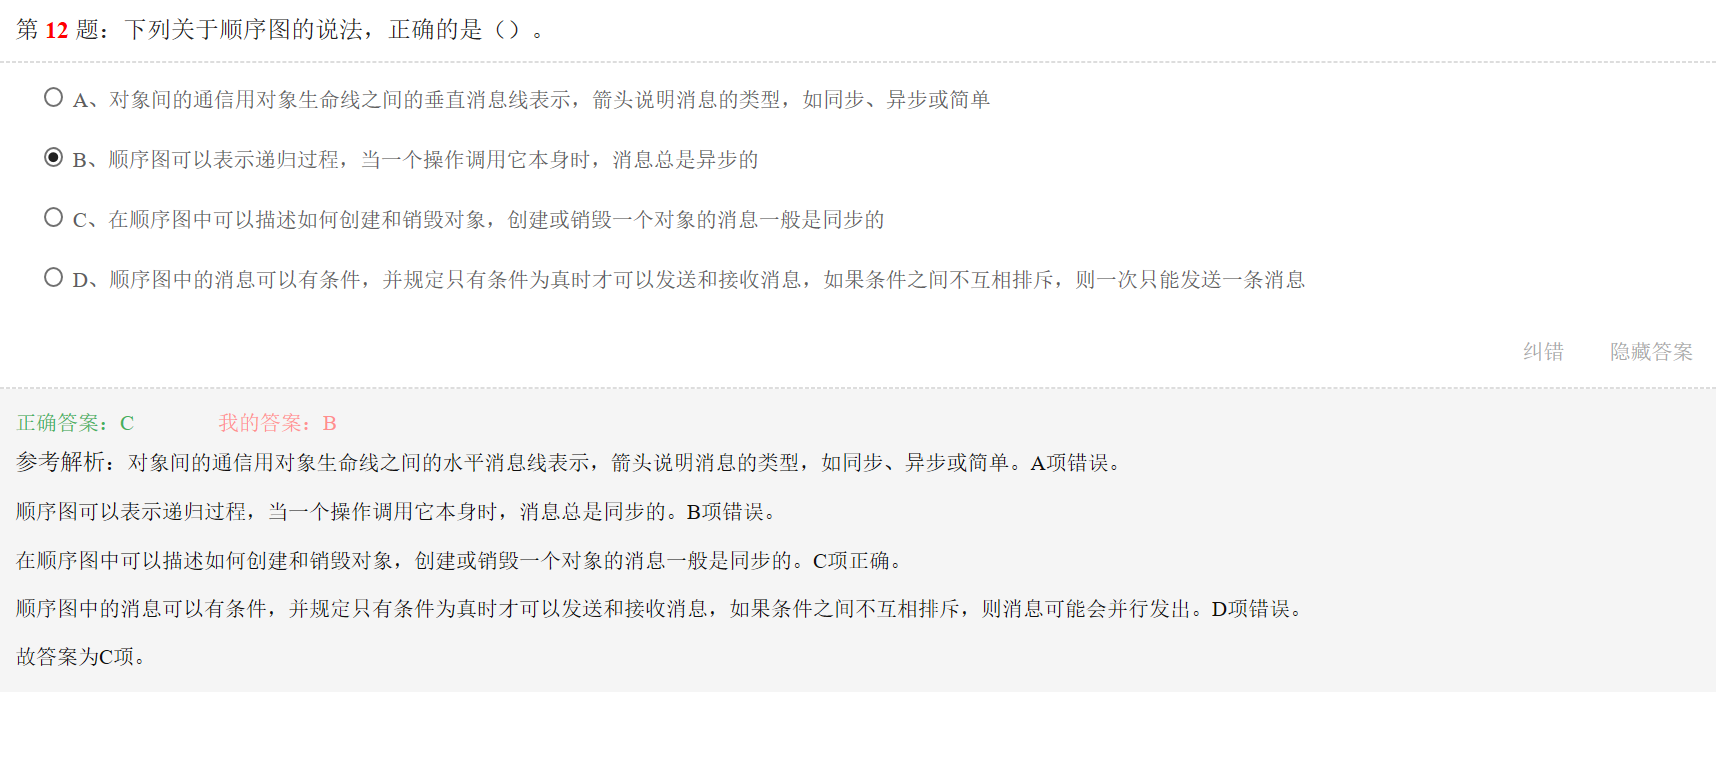 第 12 题：下列关于顺序图的说法，正确的是（）。
A、对象间的通信用对象生命线之间的垂直消息线表示，箭头说明消息的类型，如同步、异步或简单
B、顺序图可以表示递归过程，当一个操作调用它本身时，消息总是异步的
C、在顺序图中可以描述如何创建和销毁对象，创建或销毁一个对象的消息一般是同步的
D、顺序图中的消息可以有条件，并规定只有条件为真时才可以发送和接收消息，如果条件之间不互相排斥，则一次只能发送一条消息
纠错 隐藏答案
正确答案：C 我的答案：B
参考解析：对象间的通信用对象生命线之间的水平消息线表示，箭头说明消息的类型，如同步、异步或简单。A项错误。
顺序图可以表示递归过程，当一个操作调用它本身时，消息总是同步的。B项错误。
在顺序图中可以描述如何创建和销毁对象，创建或销毁一个对象的消息一般是同步的。C项正确。
顺序图中的消息可以有条件，并规定只有条件为真时才可以发送和接收消息，如果条件之间不互相排斥，则消息可能会并行发出。D项错误。
故答案为C项。